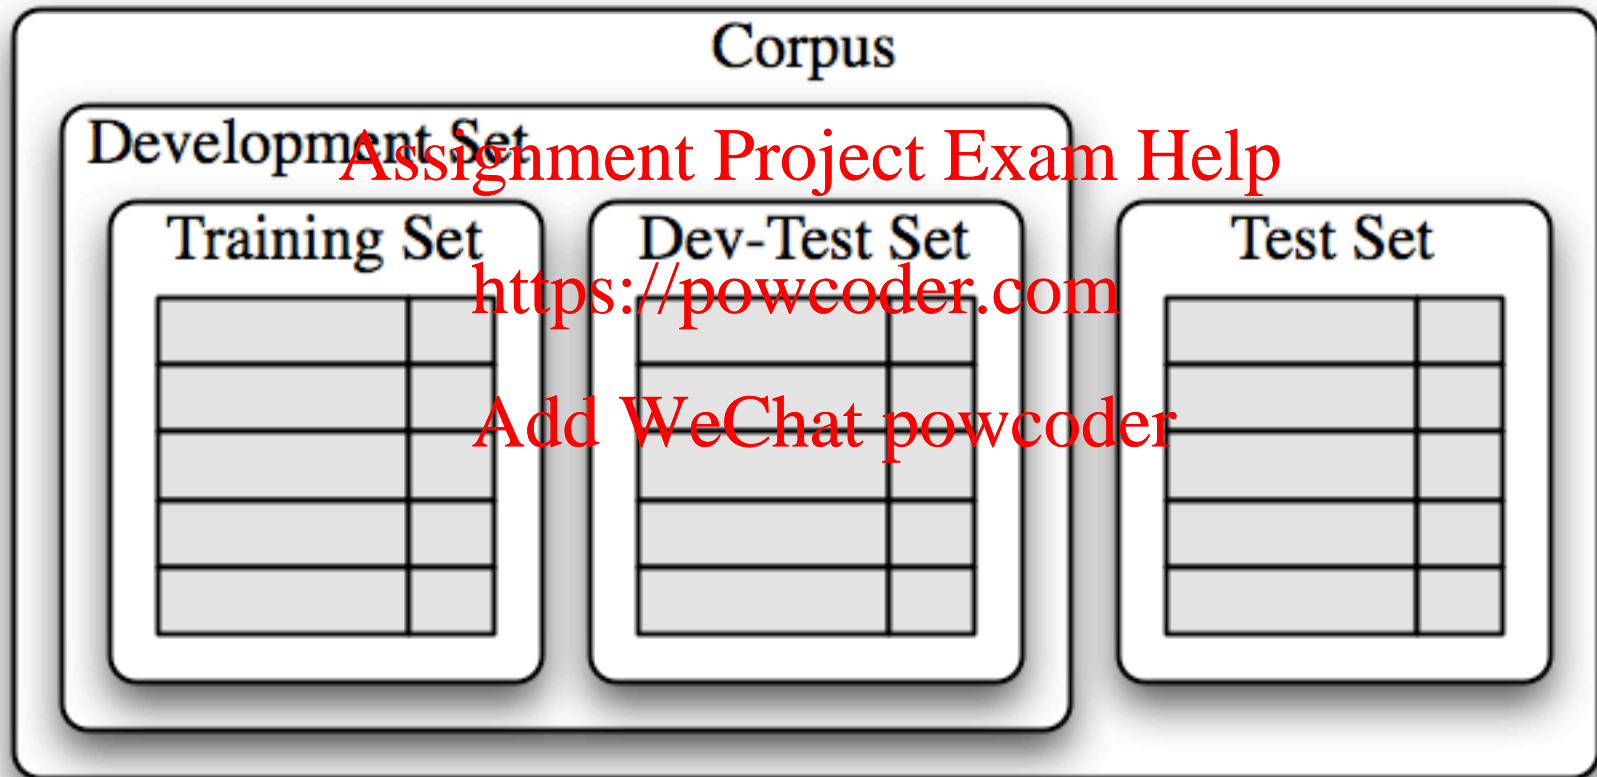 Corpus
Development Set
Assignment Project Exam Help
Training Set
Dev-Test Set
Test Set
https://powcoder.com
Add WeChat powcoder